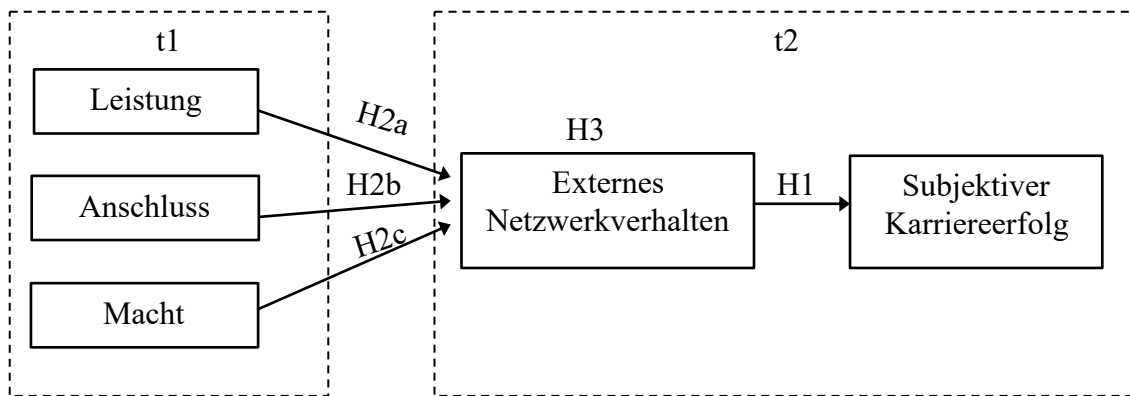 t1
Leistung
Anschluss
Macht
H2a
H2b
H2c
t2
H3
Externes
Netzwerkverhalten
H1
Subjektiver
Karriereerfolg